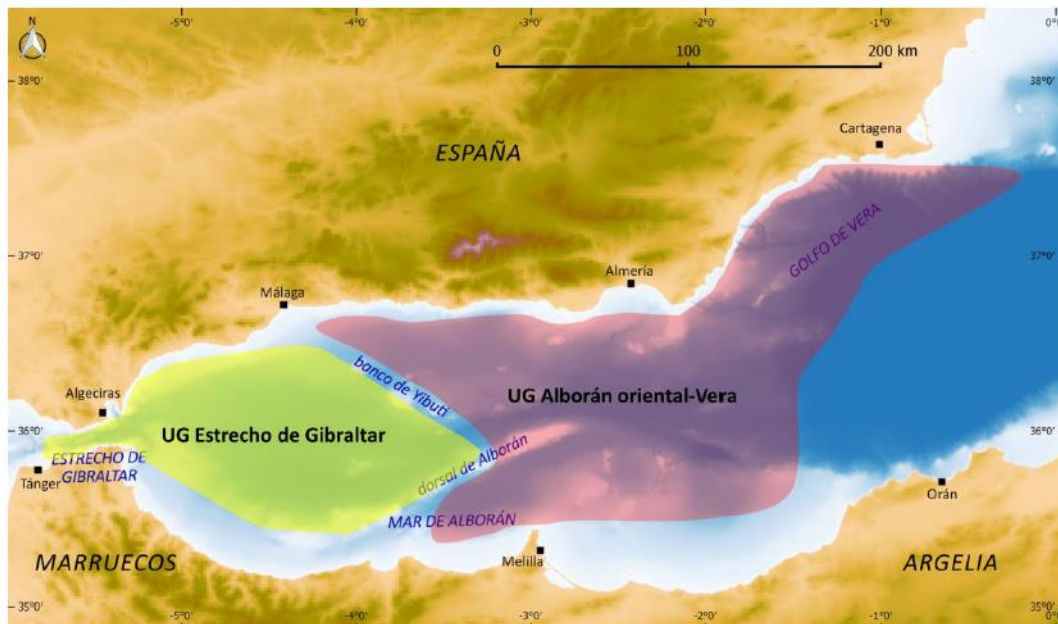 -5°0'
-4°0'
-3°0'
-2°0'
-1°0'
0°0'
N
0
100
200 km
38°0'
38°0'
Cartagena
ESPAÑA
GOLFO DE VERA
37°0'
37°0'
Almería
Málaga
banco de Yibuti
Algeciras
UG Alborán oriental-Vera
UG Estrecho de Gibraltar
36°0'
36°0'
ESTRECHO DE
GIBRALTAR
dorsal de Alborán
Tánger
Orán
MAR DE ALBORÁN
MARRUECOS
Melilla
ARGELIA
35°0'
35°0'
-5°0'
-4°0'
-3°0'
-2°0'
-1°0'
0°0'